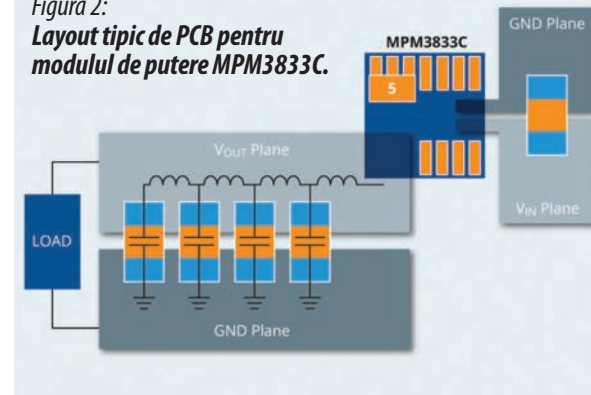 Figura 2:
Layout tipic de PCB pentru
modulul de putere MPM3833C.
MPM3833C
GND Plane
5
VOUT Plane
VIN Plane
LOAD
GND Plane